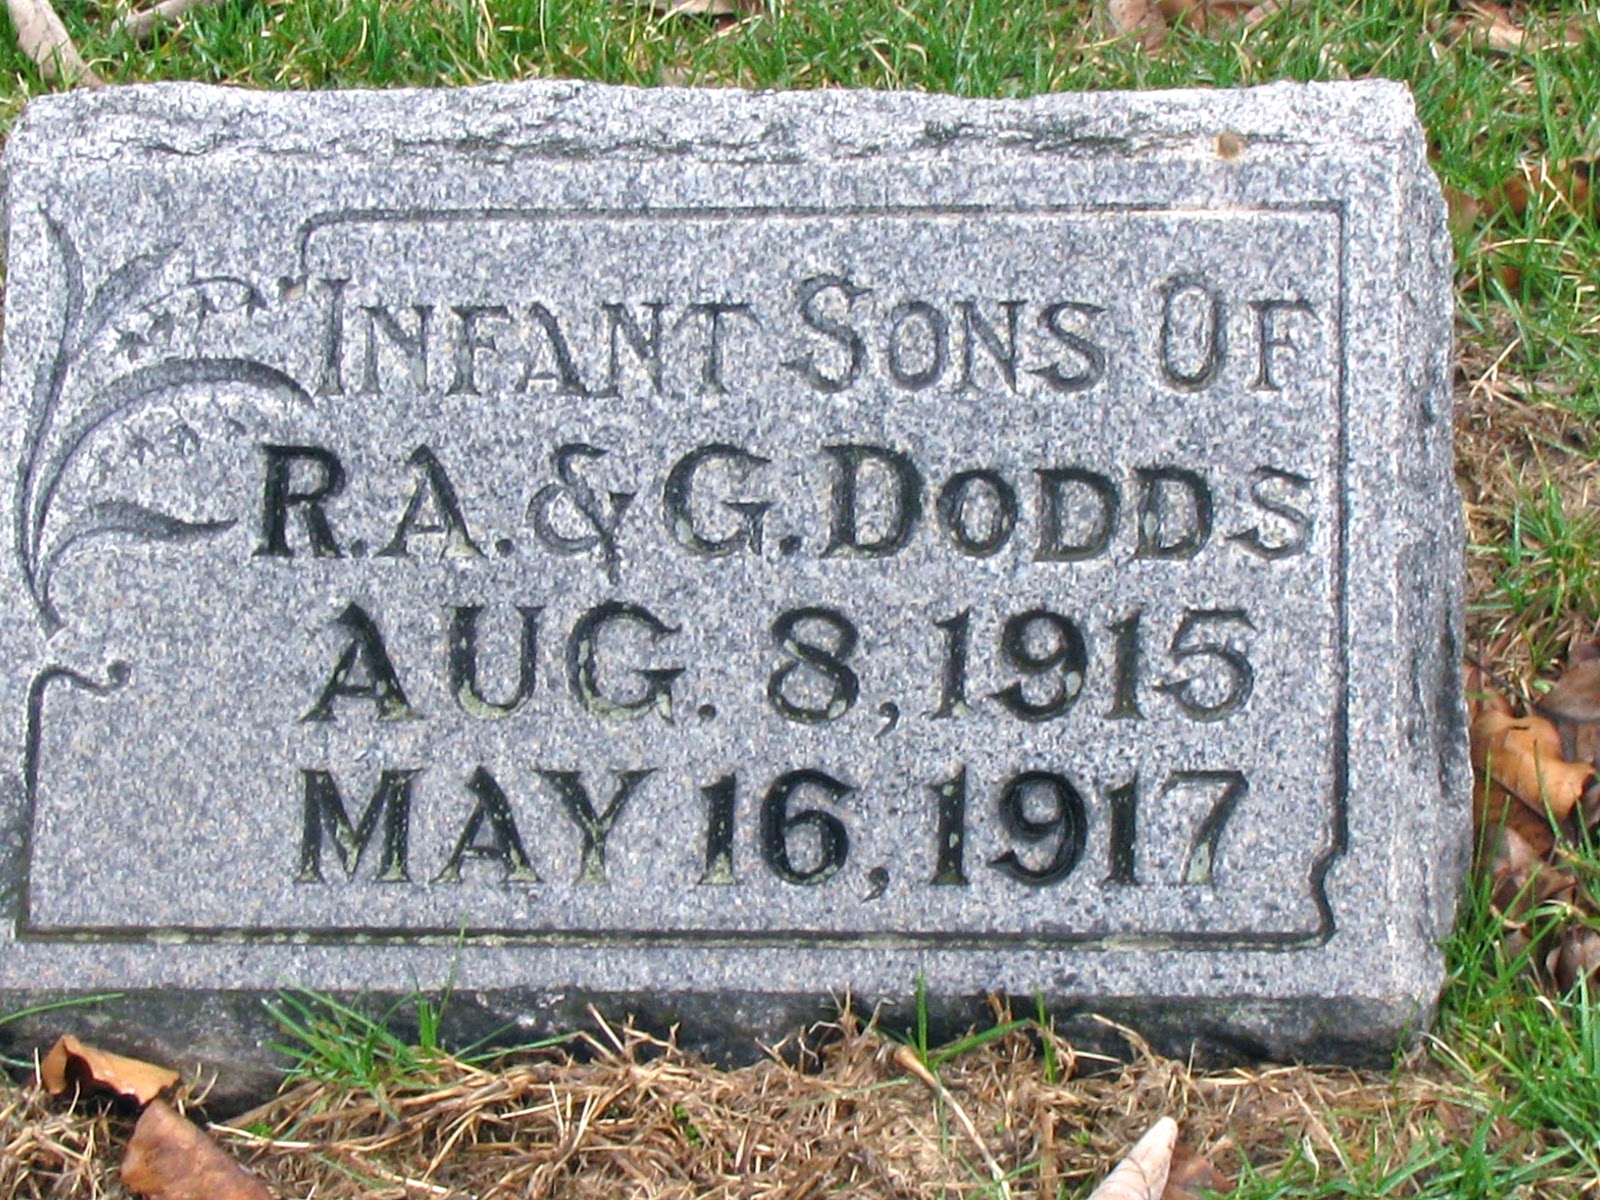 Infant Sons Of
R. A. & G. Dodds
Aug. 8, 1915
May 16, 1917